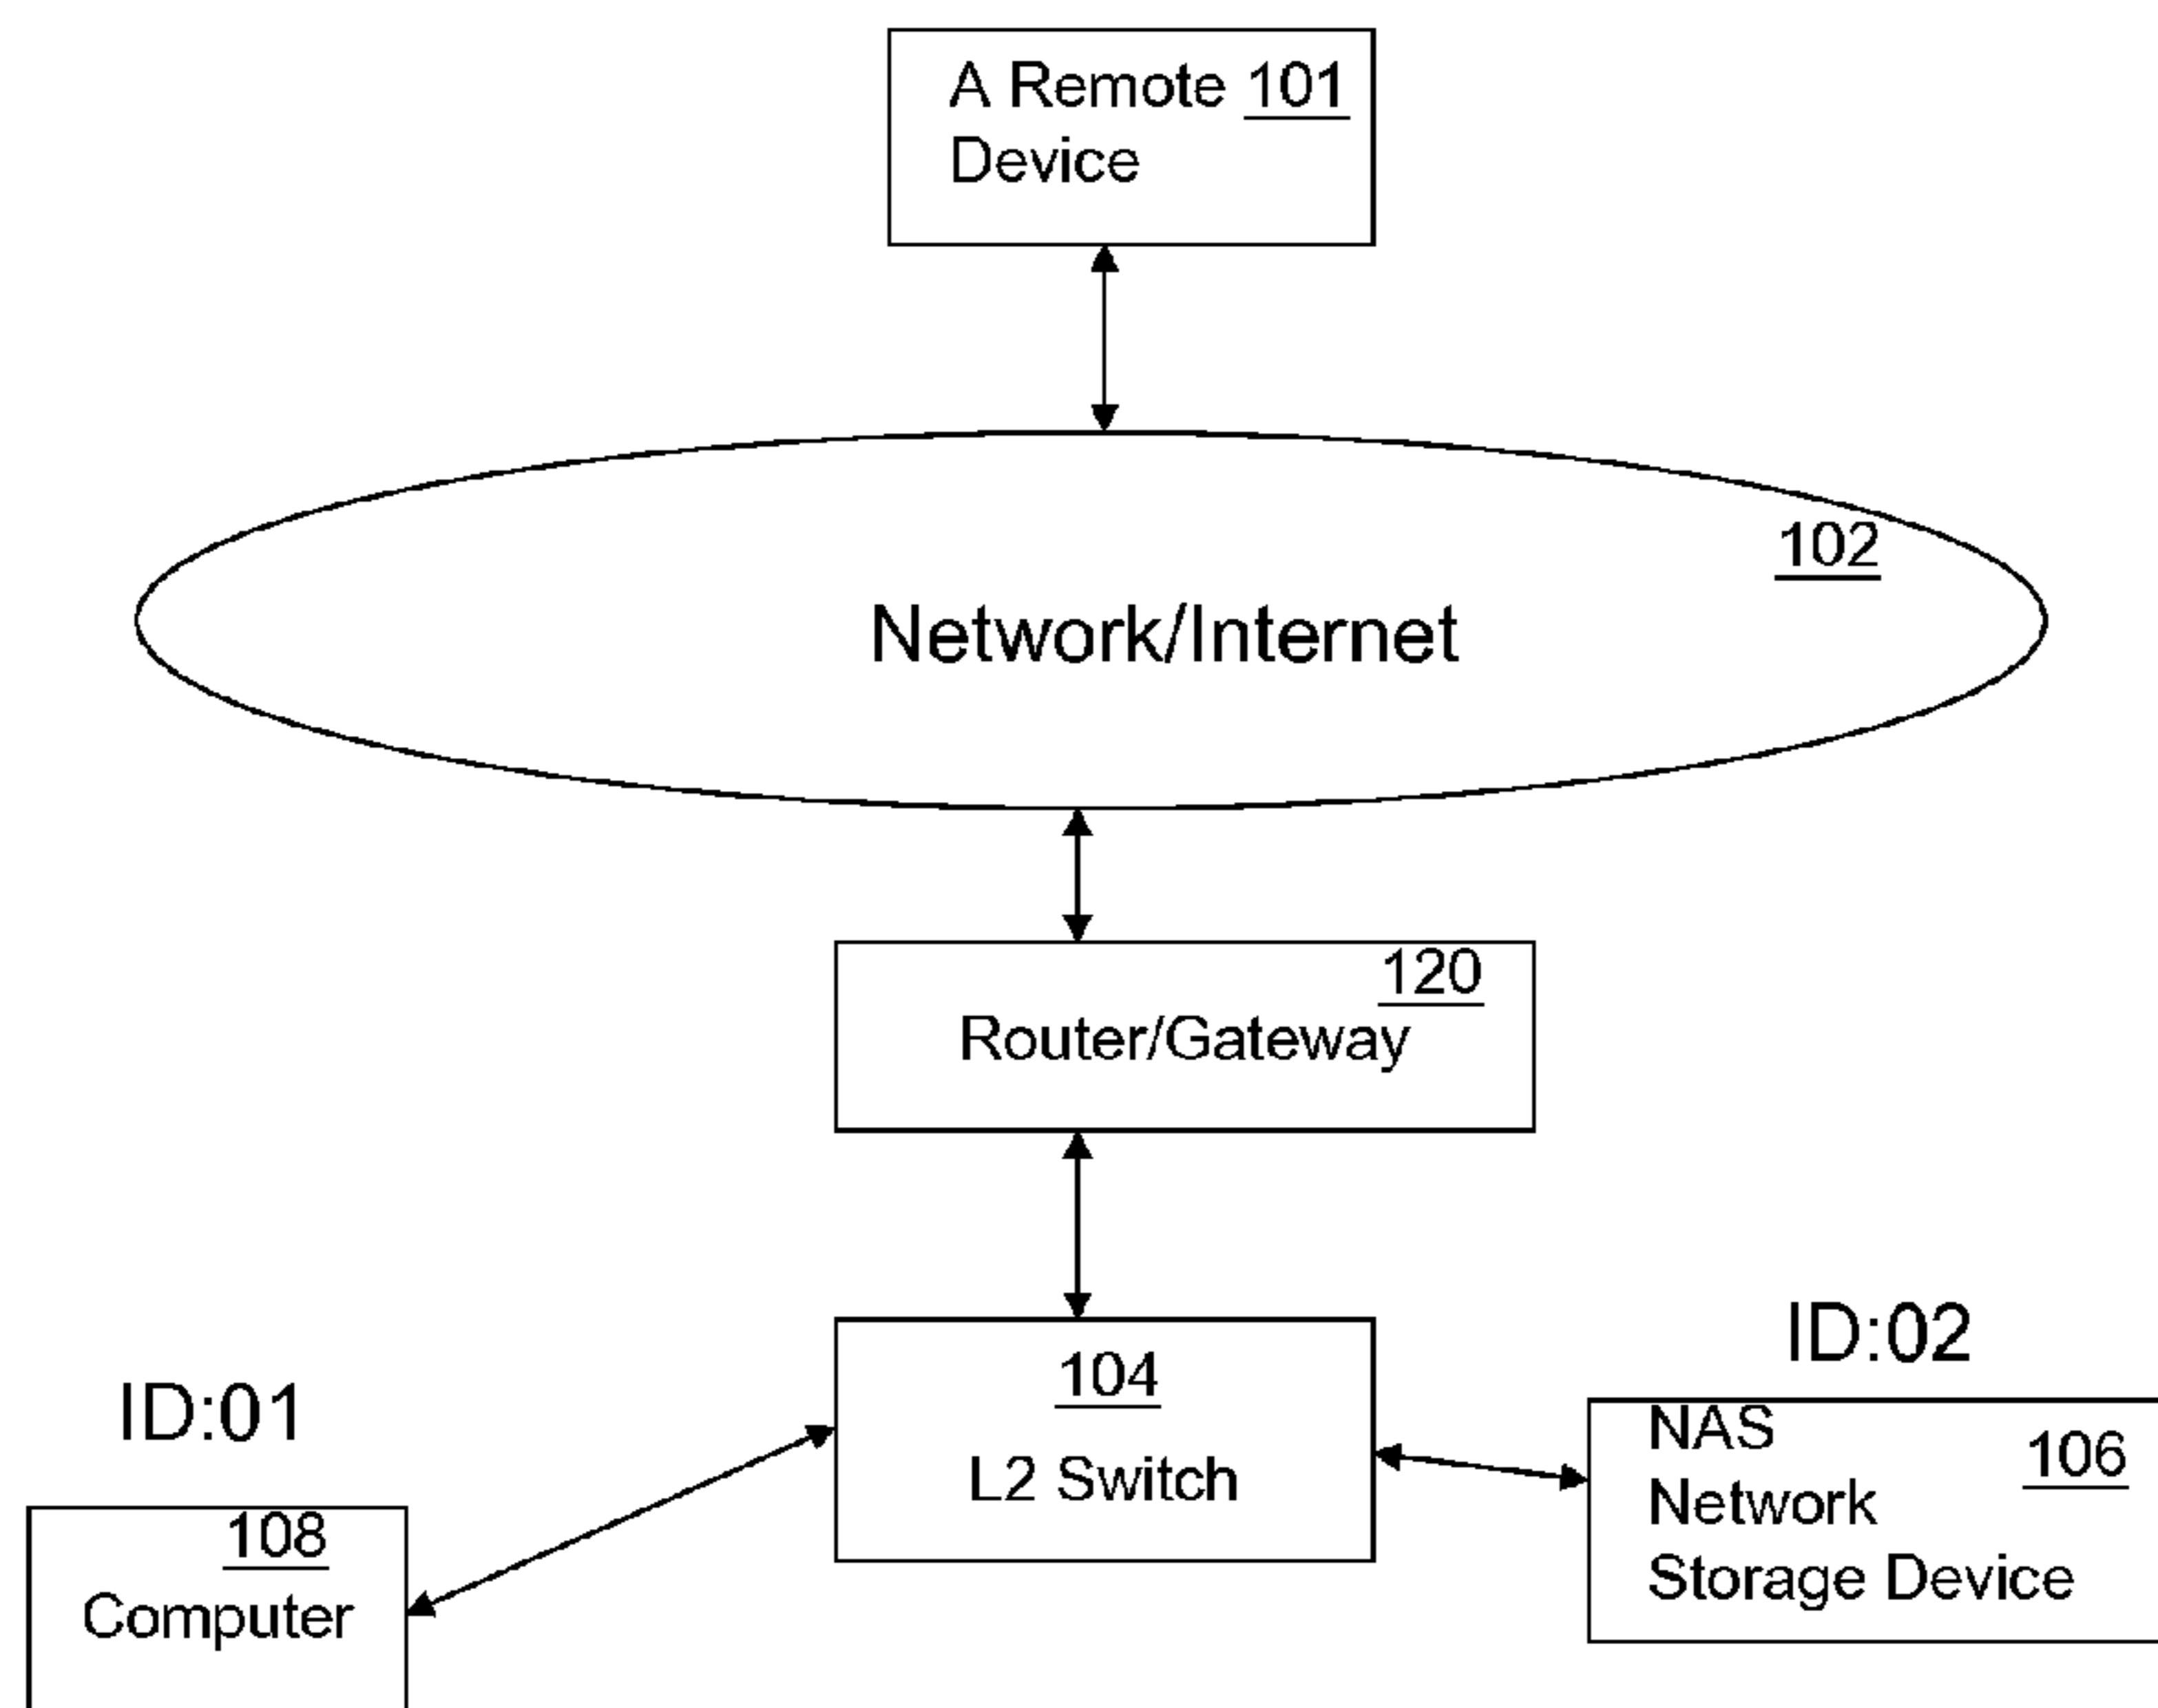 A Remote 101
Device
102
Network/Internet
120
Router/Gateway
ID:01
108
Computer
104
L2 Switch
ID:02
NAS
106
Network
Storage Device